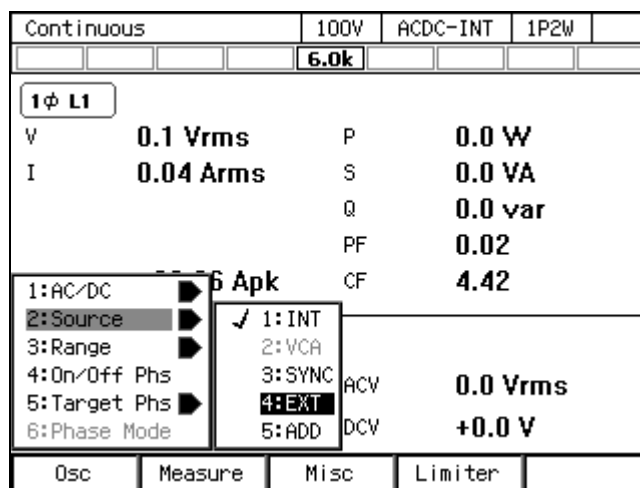 Continuous 100V ACDC-INT 1P2W
6.0k
1ϕ L1
V 0.1 Vrms P 0.0 W
I 0.04 Arms S 0.0 VA
Q 0.0 var
PF 0.02
6 Apk CF 4.42
1:AC/DC
2:Source ✓ 1:INT
3:Range 2:VCA
4:On/Off Phs 3:SYNC ACV 0.0 Vrms
5:Target Phs 4:EXT
6:Phase Mode 5:ADD DCV +0.0 V
Osc Measure Misc Limiter